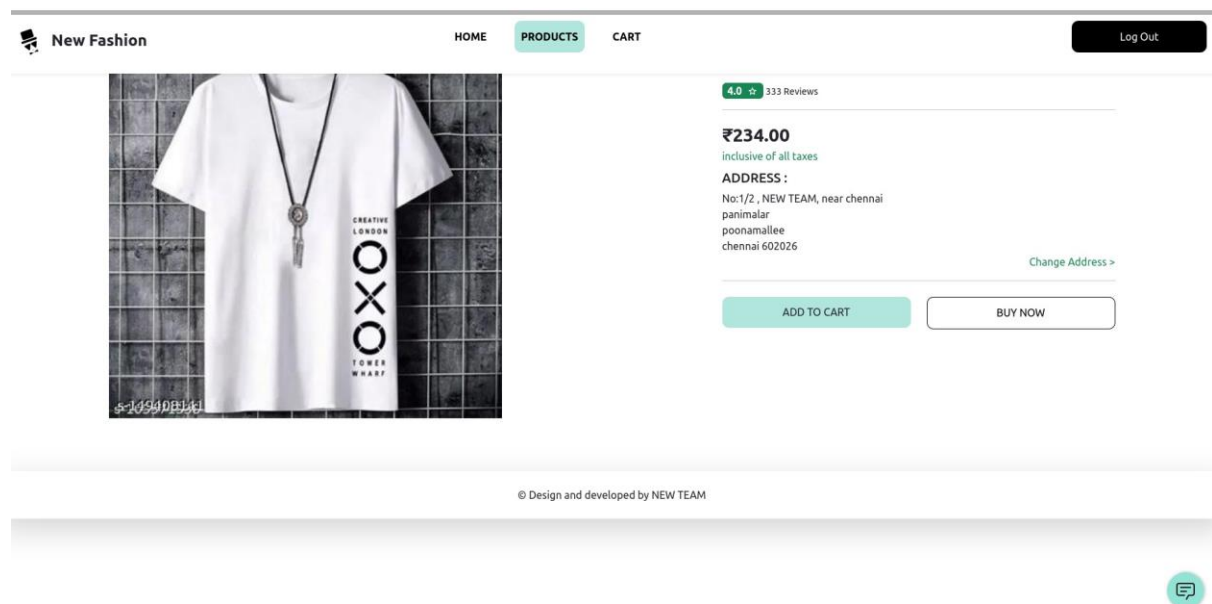 New Fashion
HOME
PRODUCTS
CART
Log Out
4.0 ☆ 333 Reviews
₹234.00
inclusive of all taxes
ADDRESS :
No:1/2 , NEW TEAM, near chennai
panimalar
poonamallee
chennai 602026
Change Address >
ADD TO CART
BUY NOW
CREATIVE
LONDON
OXO
TOWER
WHARF
© Design and developed by NEW TEAM